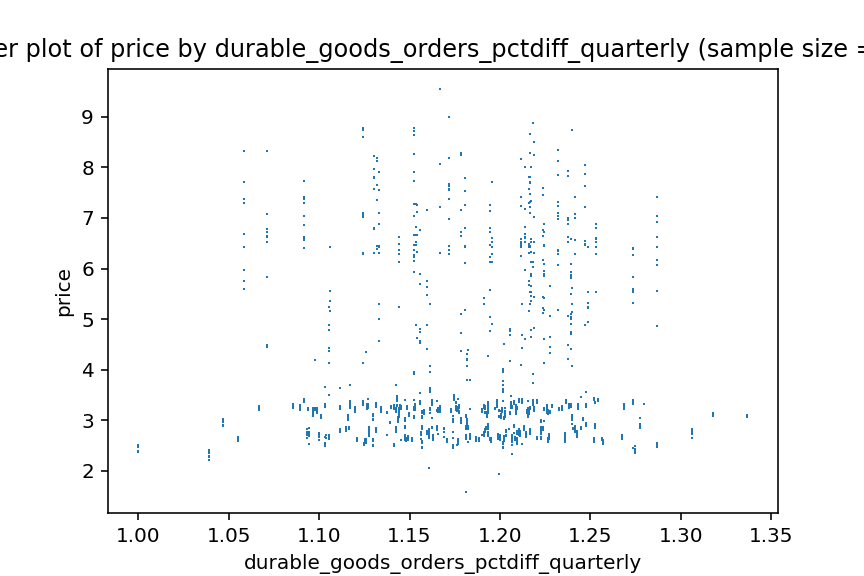 er plot of price by durable_goods_orders_pctdiff_quarterly (sample size =
9
8
7
6
5
4
3
2
price
1.00 1.05 1.10 1.15 1.20 1.25 1.30 1.35
durable_goods_orders_pctdiff_quarterly